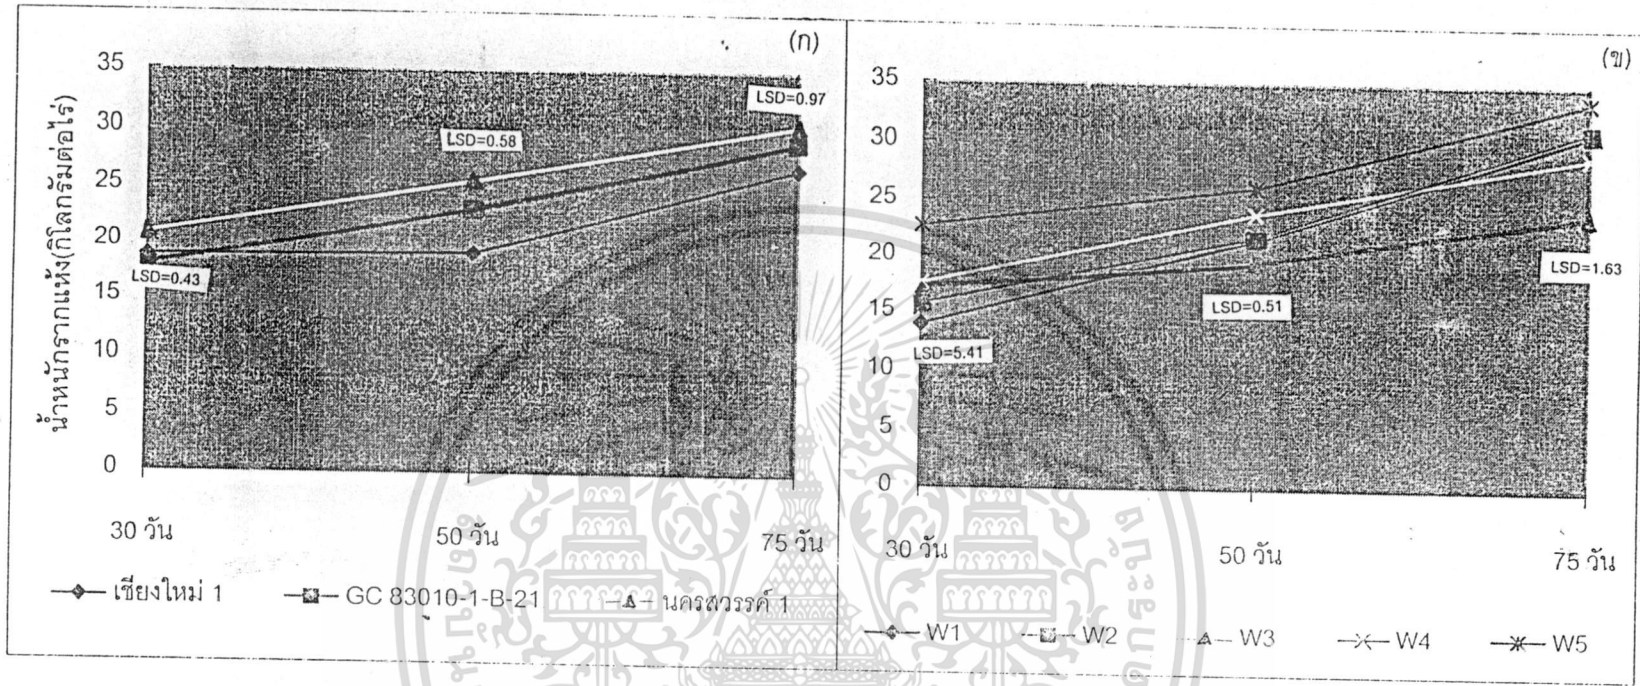 (ก)
น้ำหนักรากแห้ง(กิโลกรัมต่อไร่)
35
30
25
20
15
10
5
0
LSD=0.43
LSD=0.58
LSD=0.97
30 วัน
50 วัน
75 วัน
เชียงใหม่ 1
GC 83010-1-B-21
นครสวรรค์ 1
(ข)
35
30
25
20
15
10
5
0
LSD=5.41
LSD=0.51
LSD=1.63
30 วัน
50 วัน
75 วัน
W1
W2
W3
W4
W5